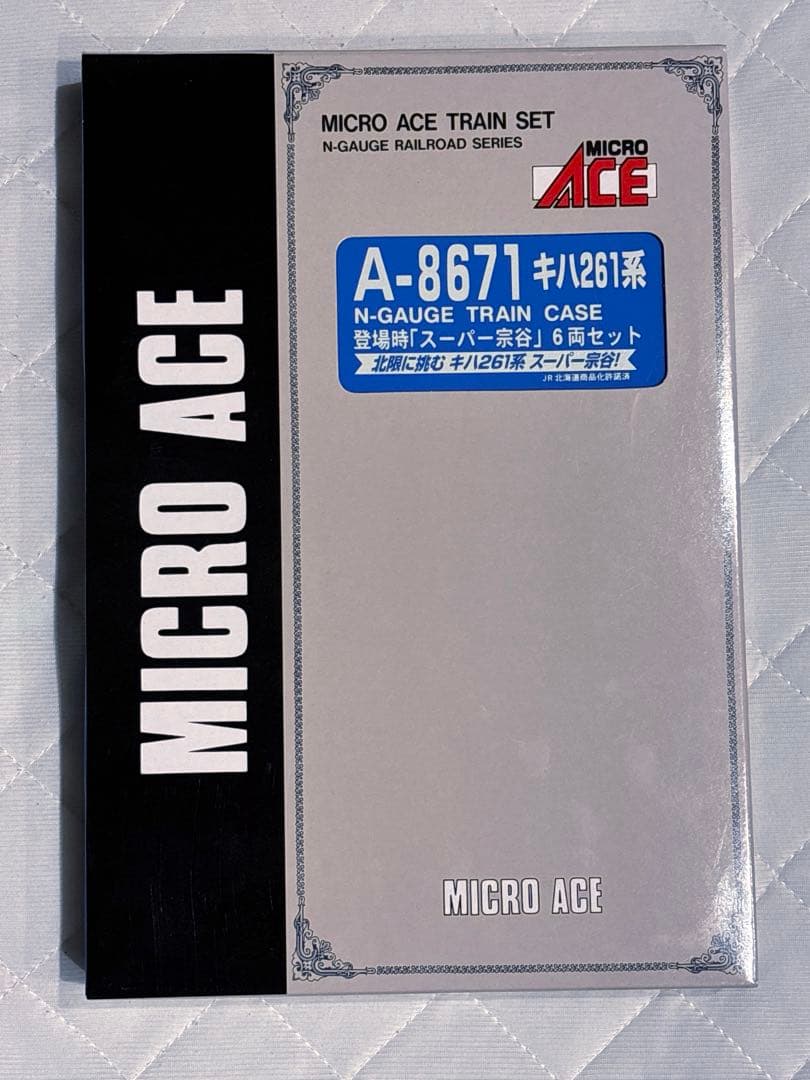 MICRO ACE
MICRO ACE TRAIN SET
N-GAUGE RAILROAD SERIES
MICRO
ACE
A-8671 キハ261系
N-GAUGE TRAIN CASE
登場時「スーパー宗谷」6両セット
北限に挑む キハ261系 スーパー宗谷!
JR北海道商品化許諾済
MICRO ACE